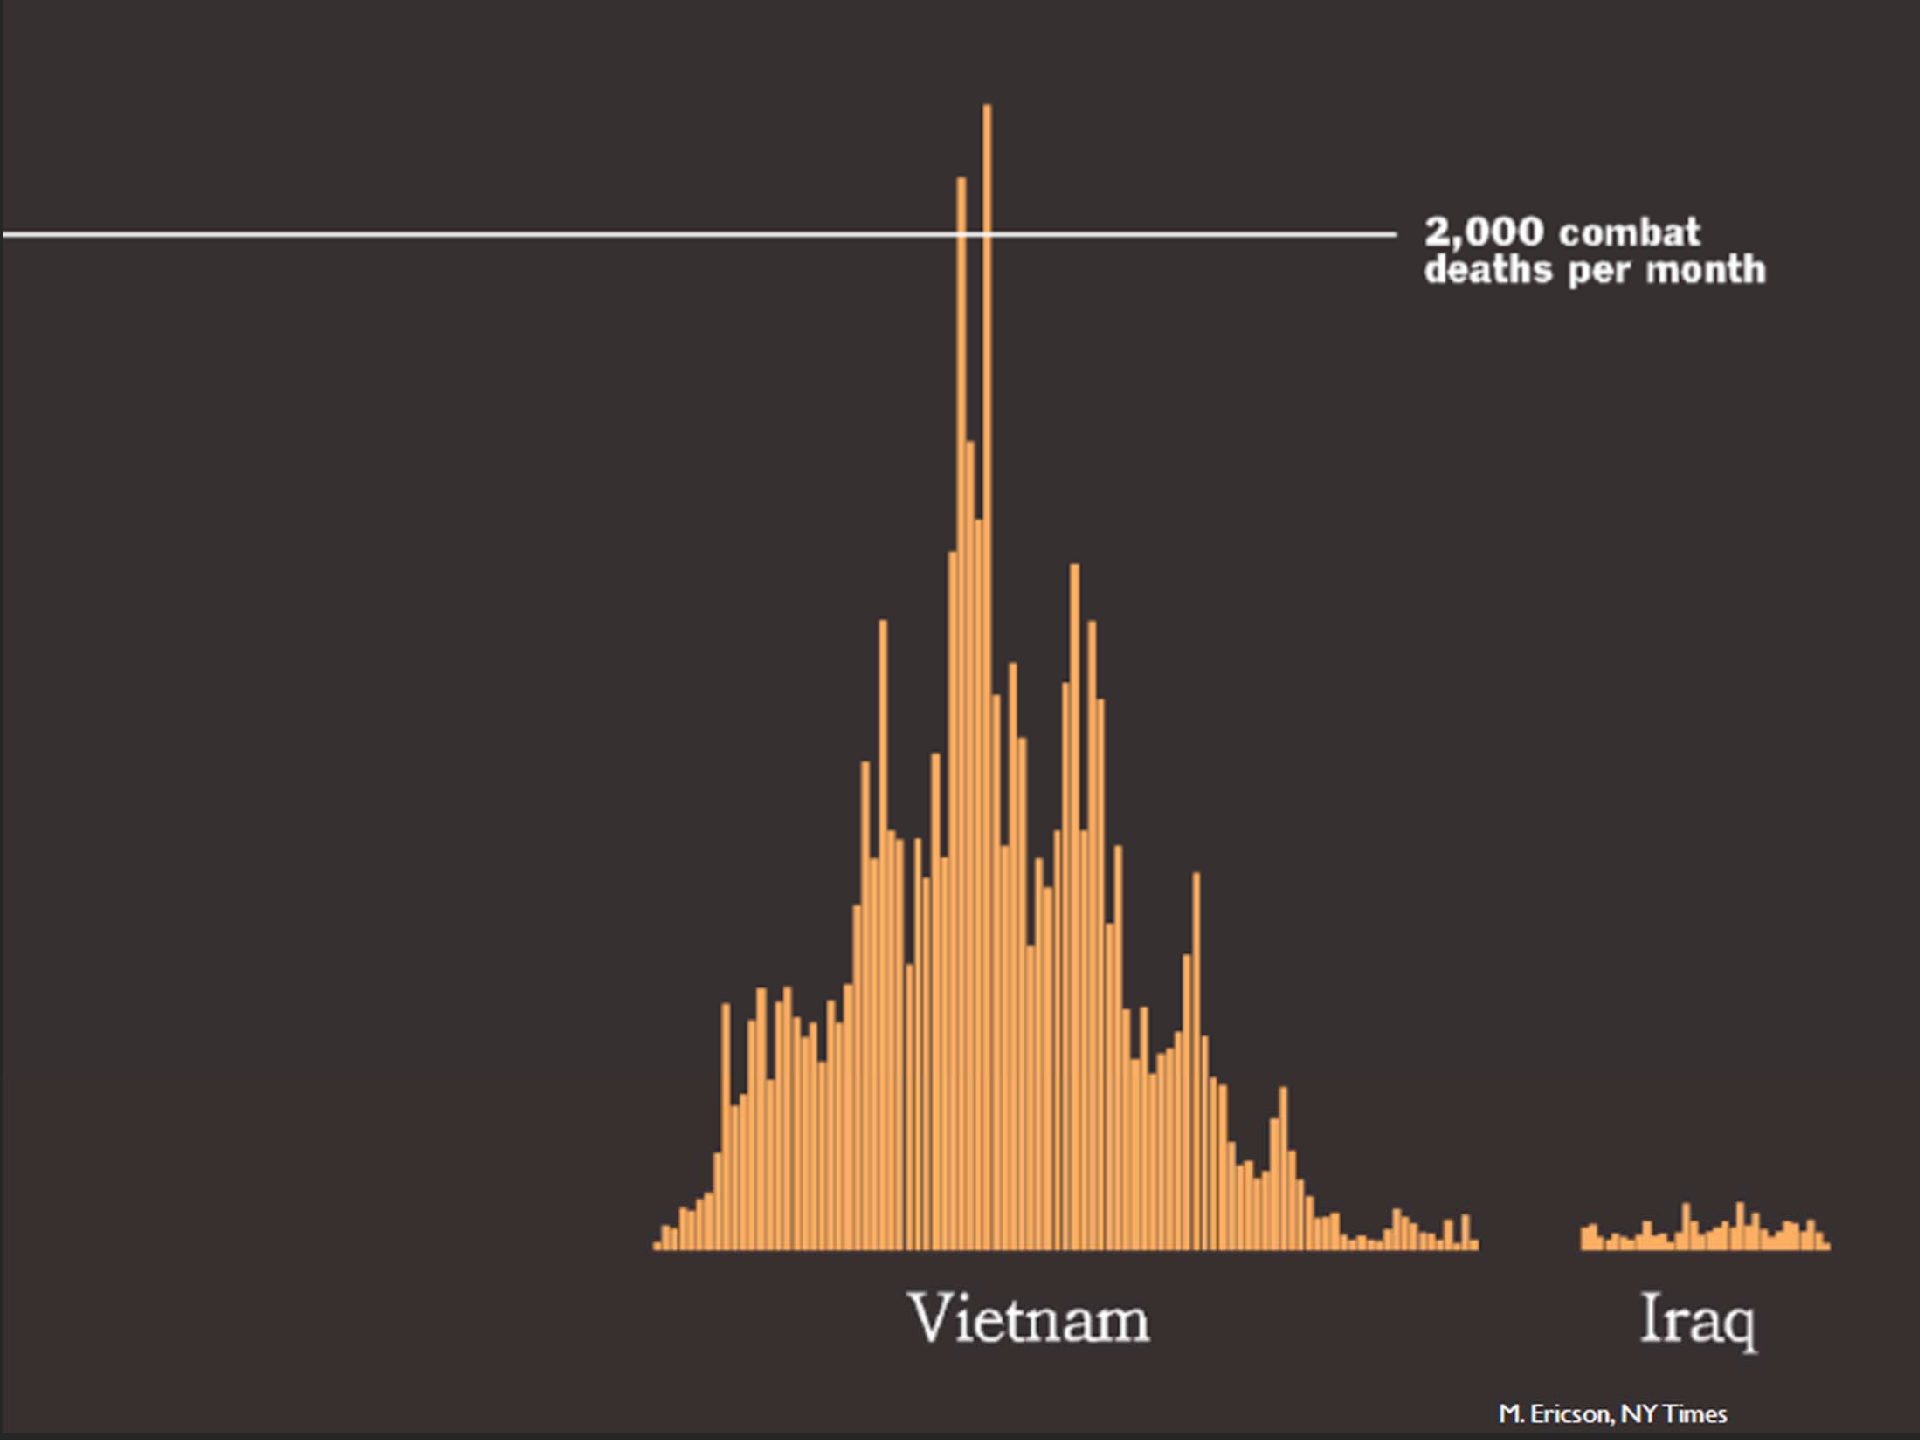 2,000 combat
deaths per month
Vietnam
Iraq
M. Ericson, NY Times